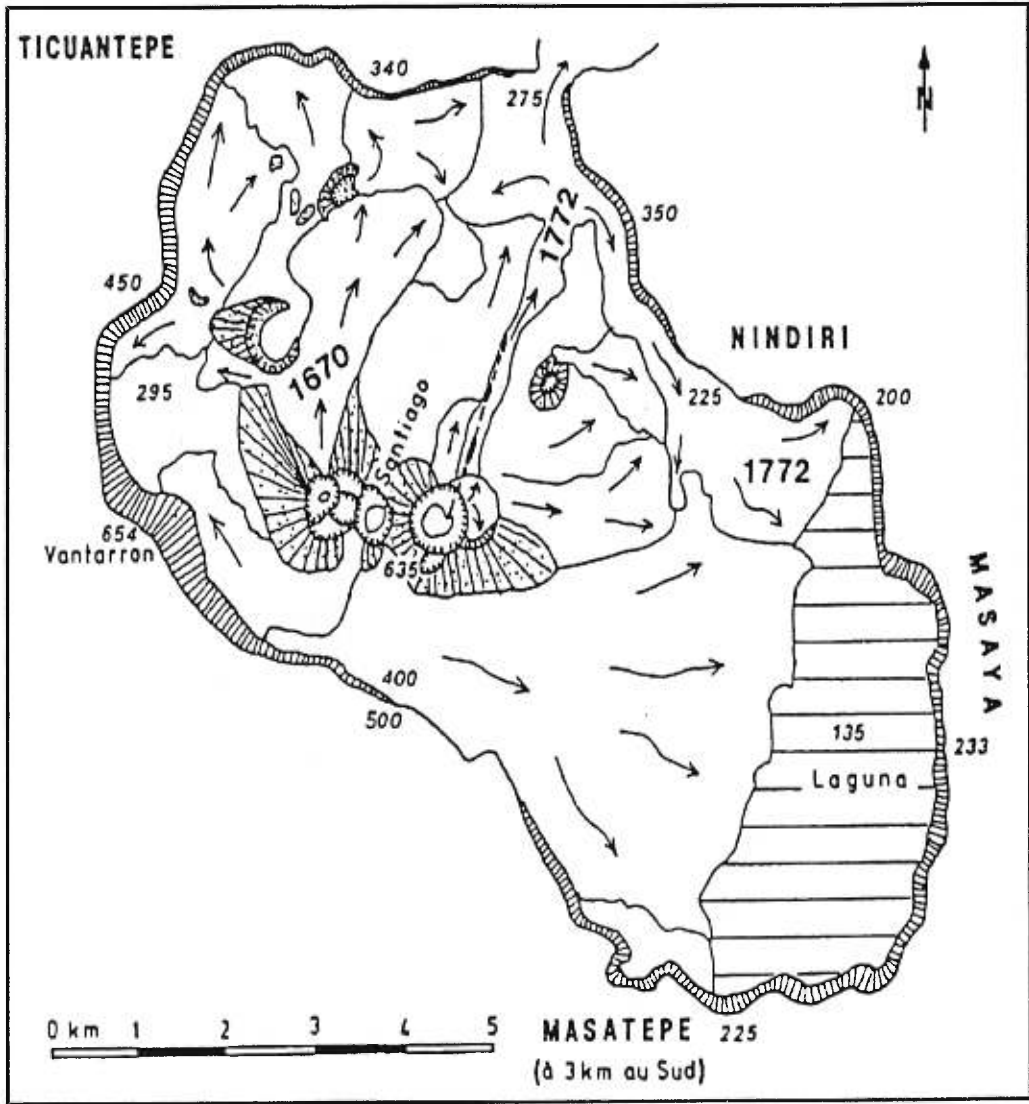 TICUANTEPE
340
275
N
350
1772
450
NINDIRI
1670
295
225
200
Santiago
1772
654
Vantarron
635
MASAYA
400
500
135
233
Laguna
0 km 1 2 3 4 5
MASATEPE
225
(à 3km au Sud)